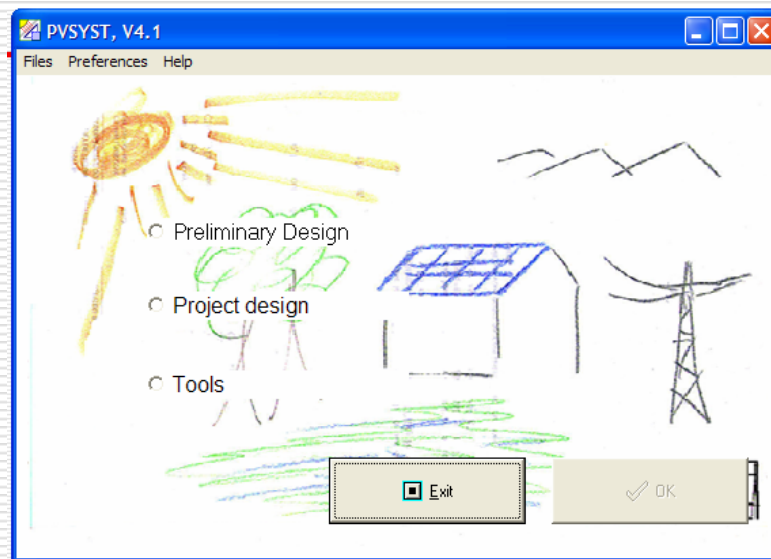 PVSYST, V4.1
Files Preferences Help
Preliminary Design
Project design
Tools
Exit
OK